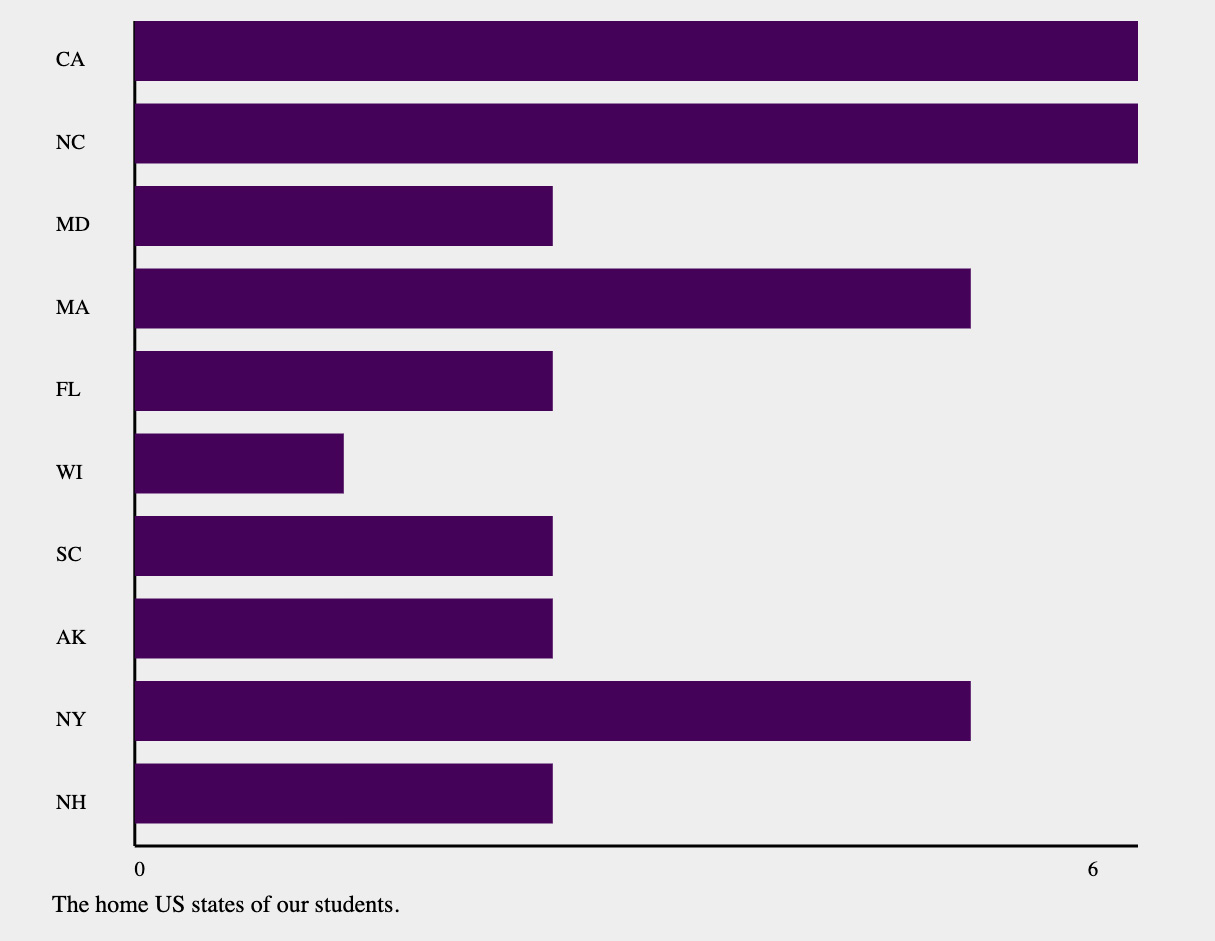 CA
NC
MD
MA
FL
WI
SC
AK
NY
NH
0 6
The home US states of our students.